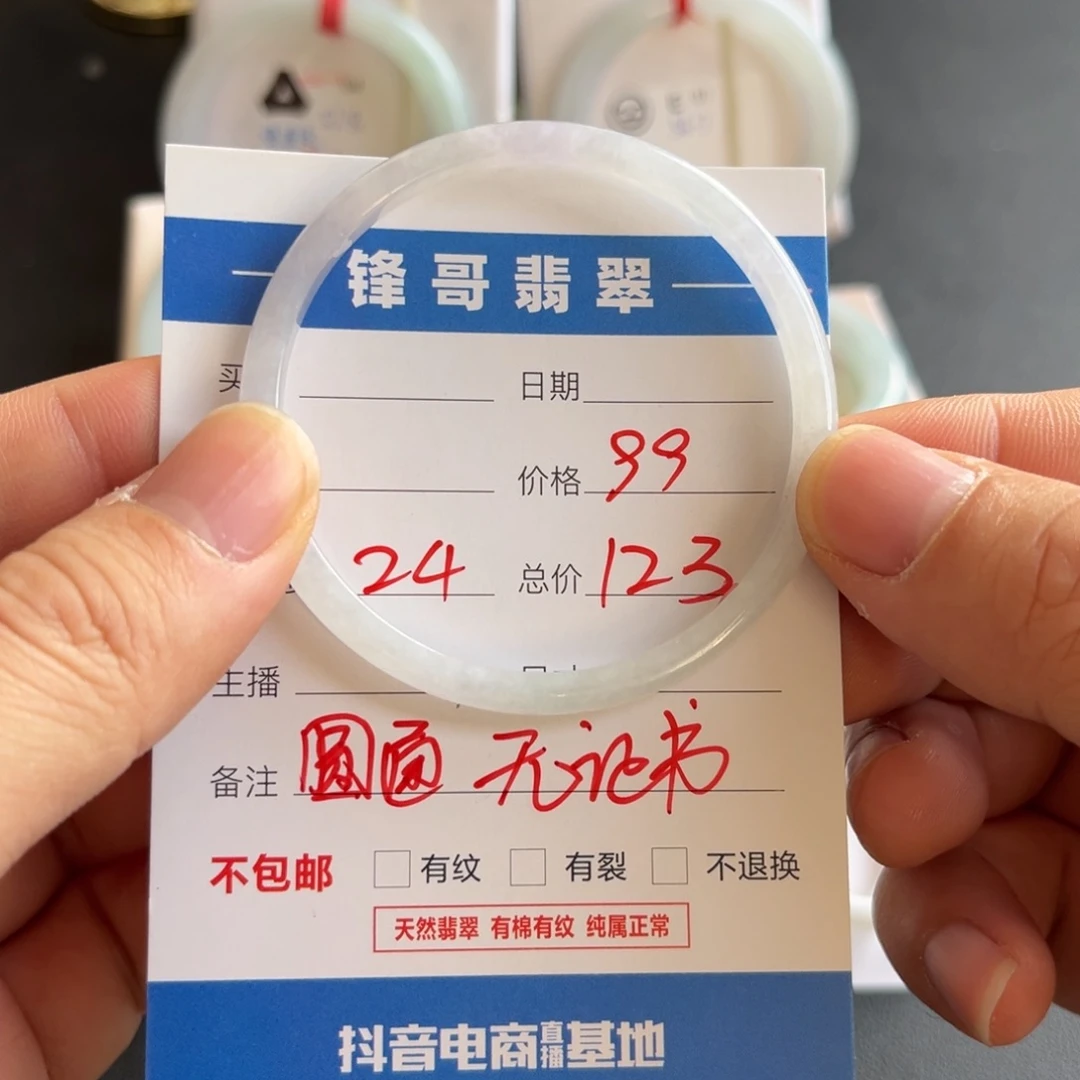 锋哥翡翠
买
日期
价格 99
24
总价 123
主播
备注 圆圆 无证书
不包邮 有纹 有裂 不退换
天然翡翠 有棉有纹 纯属正常
抖音电商直播基地